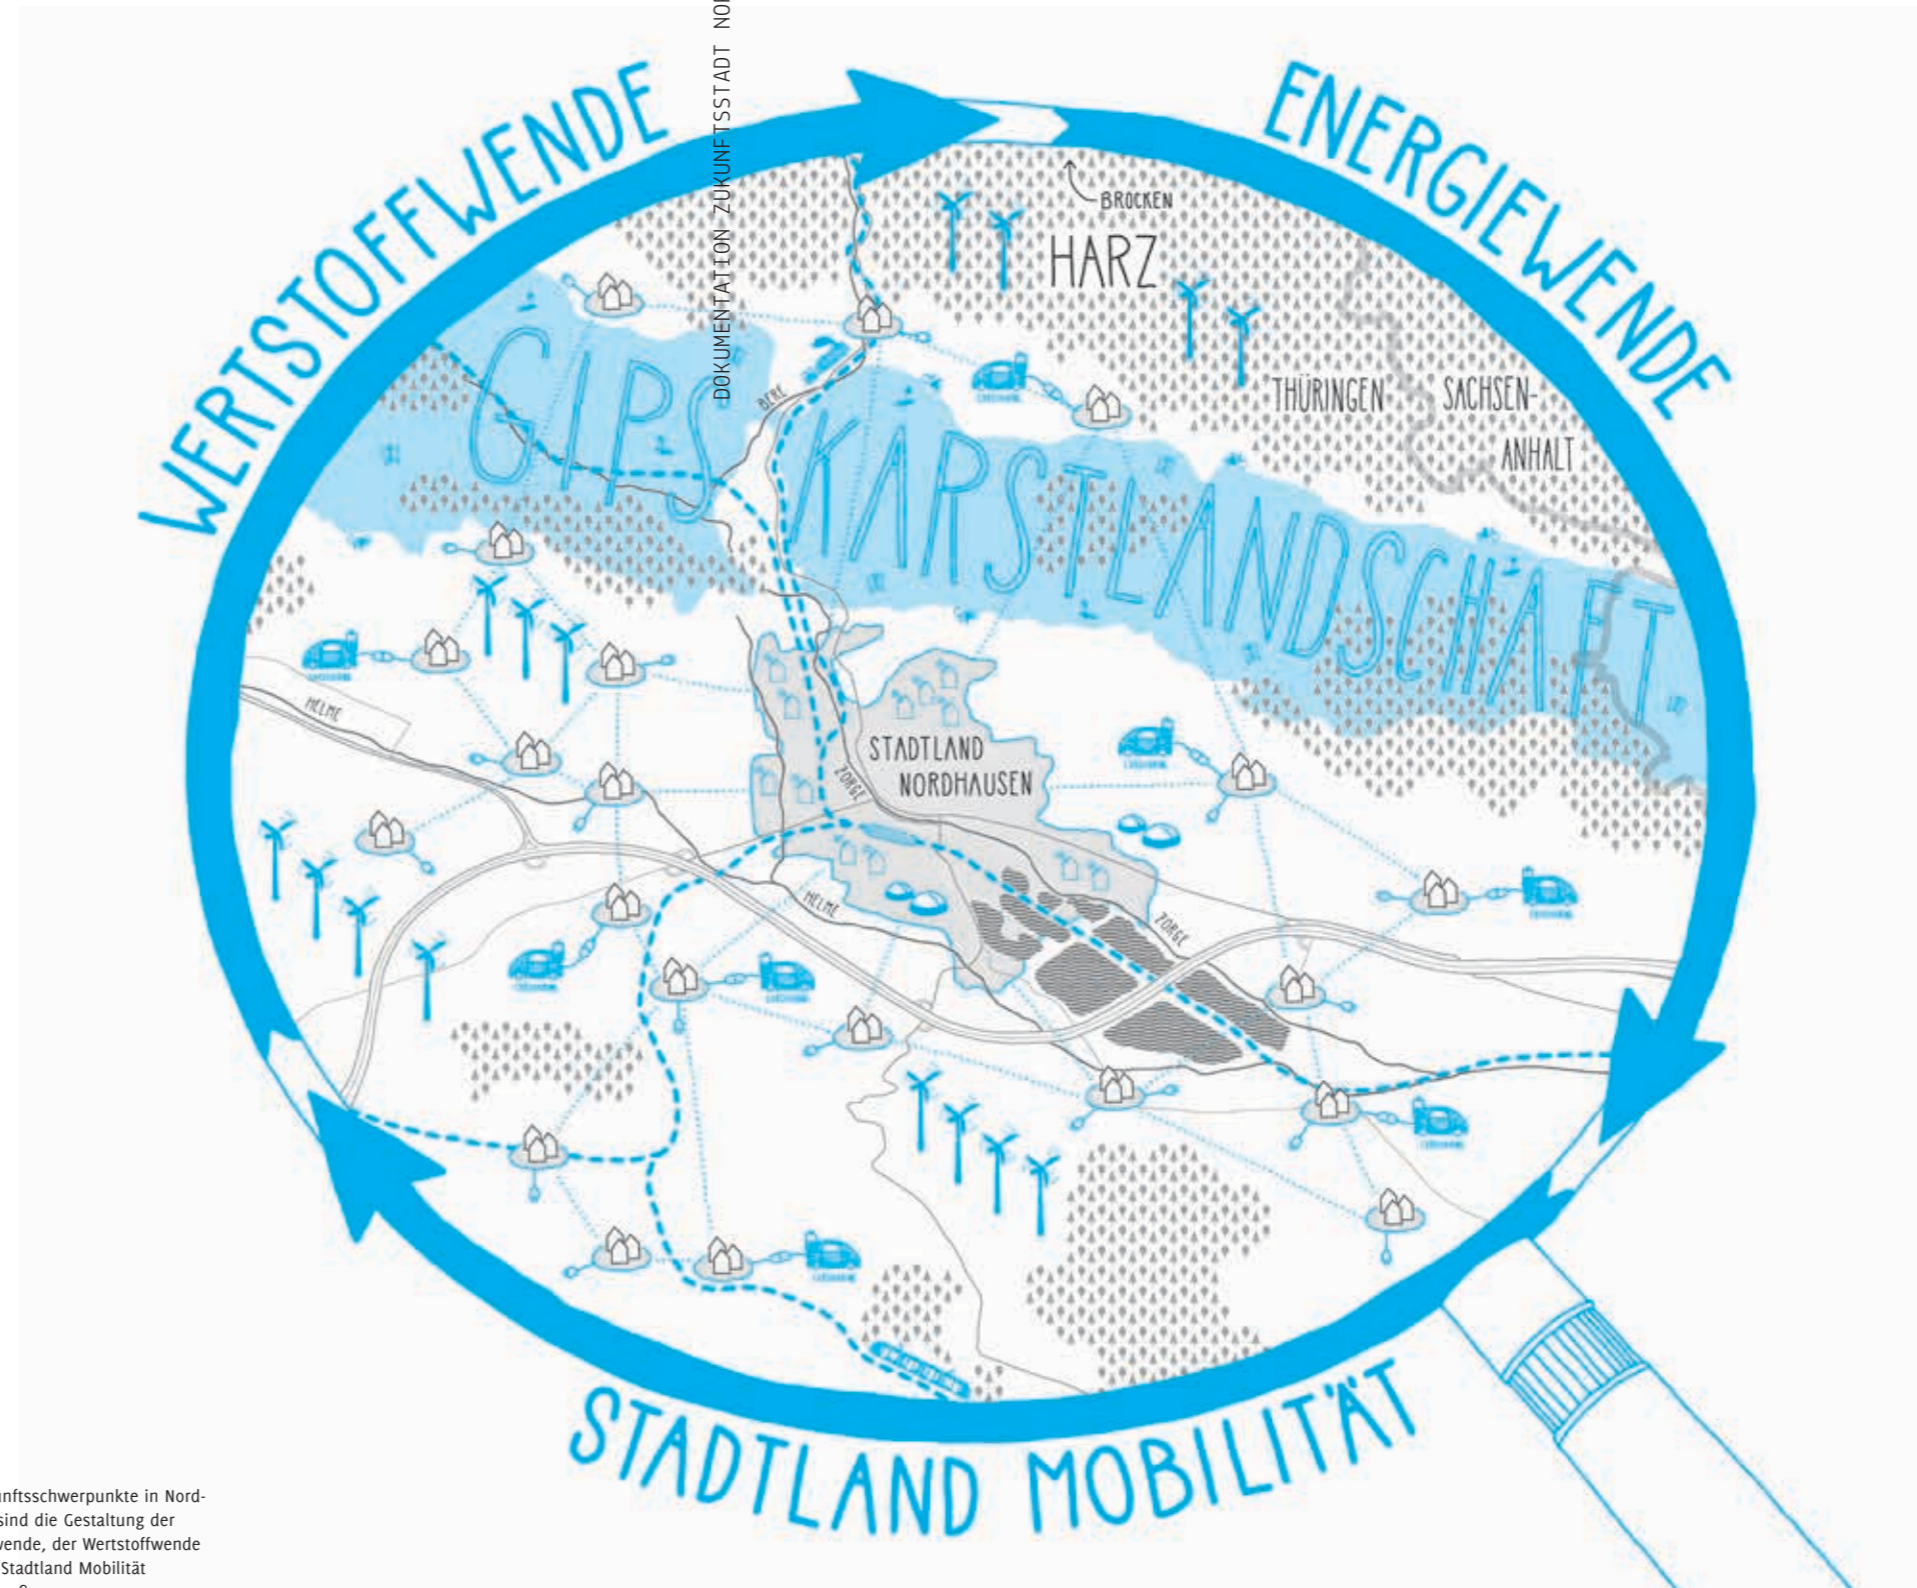 DOKUMENTATION ZUKUNFTSSTADT
WERTSTOFFWENDE
ENERGIEWENDE
BROCKEN
HARZ
THÜRINGEN
SACHSEN-
ANHALT
GIPSKARSTLANDSCHAFT
BERE
HELME
STADTLAND
NORDHAUSEN
ZORGE
HELME
ZORGE
STADTLAND MOBILITÄT
nftsschwerpunkte in Nord-
sind die Gestaltung der
wende, der Wertstoffwende
Stadtland Mobilität